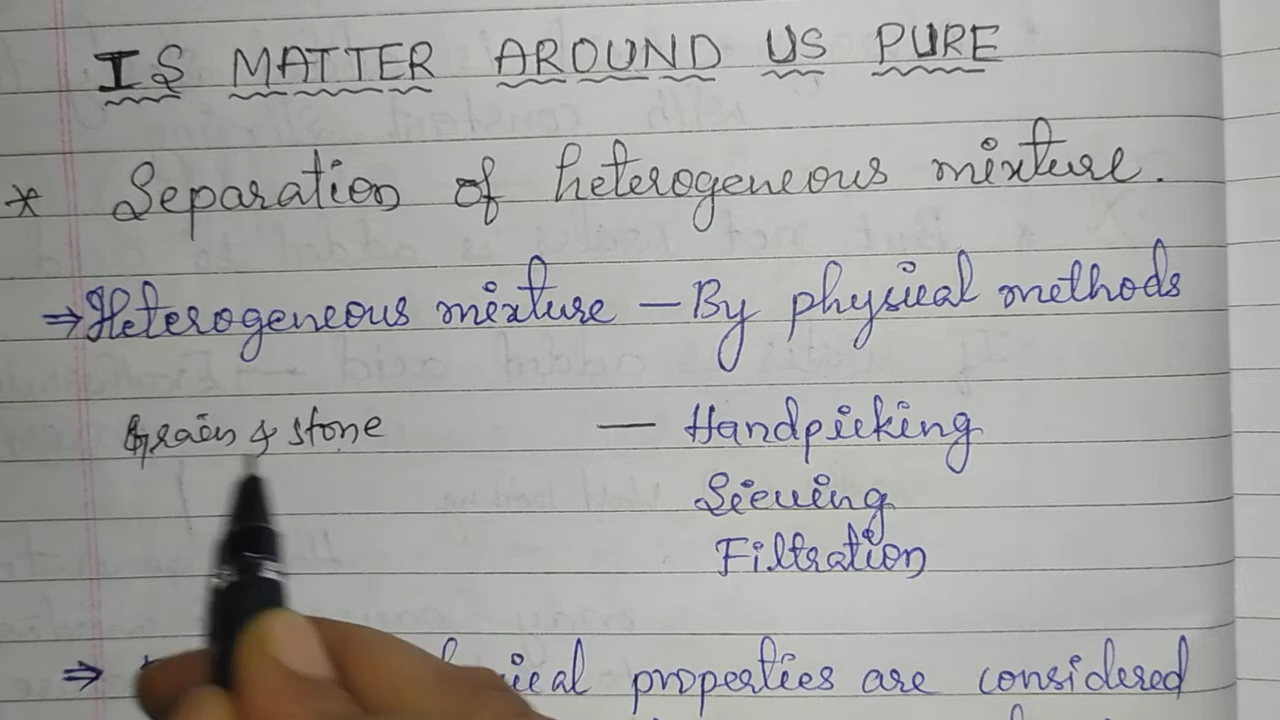 IS MATTER AROUND US PURE
* Separation of heterogeneous mixture.
⇒ Heterogeneous mixture — By physical methods
Grain & stone — Handpicking
Sieving
Filtration
⇒ properties are considered